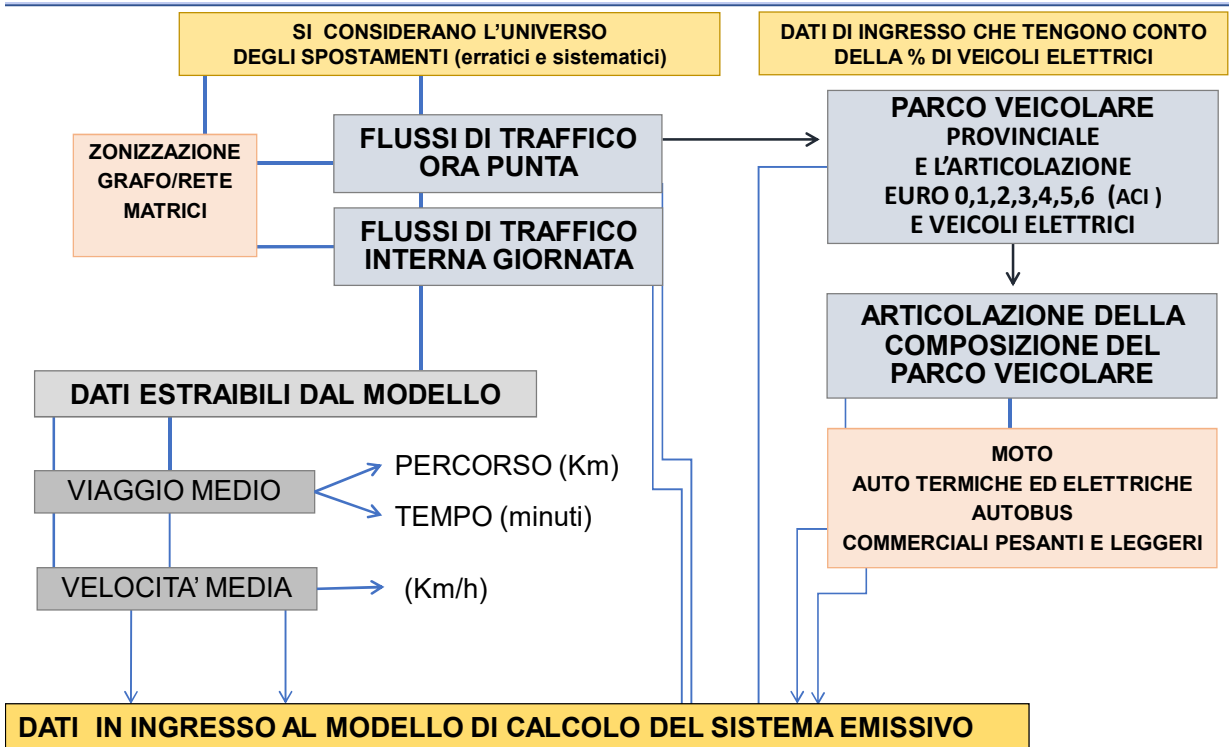 SI CONSIDERANO L'UNIVERSO
DEGLI SPOSTAMENTI (erratici e sistematici)
DATI DI INGRESSO CHE TENGONO CONTO
DELLA % DI VEICOLI ELETTRICI
ZONIZZAZIONE
GRAFO/RETE
MATRICI
FLUSSI DI TRAFFICO
ORA PUNTA
FLUSSI DI TRAFFICO
INTERNA GIORNATA
PARCO VEICOLARE
PROVINCIALE
E L'ARTICOLAZIONE
EURO 0,1,2,3,4,5,6 (ACI )
E VEICOLI ELETTRICI
ARTICOLAZIONE DELLA
COMPOSIZIONE DEL
PARCO VEICOLARE
DATI ESTRAIBILI DAL MODELLO
VIAGGIO MEDIO
PERCORSO (Km)
TEMPO (minuti)
VELOCITA' MEDIA
(Km/h)
MOTO
AUTO TERMICHE ED ELETTRICHE
AUTOBUS
COMMERCIALI PESANTI E LEGGERI
DATI IN INGRESSO AL MODELLO DI CALCOLO DEL SISTEMA EMISSIVO